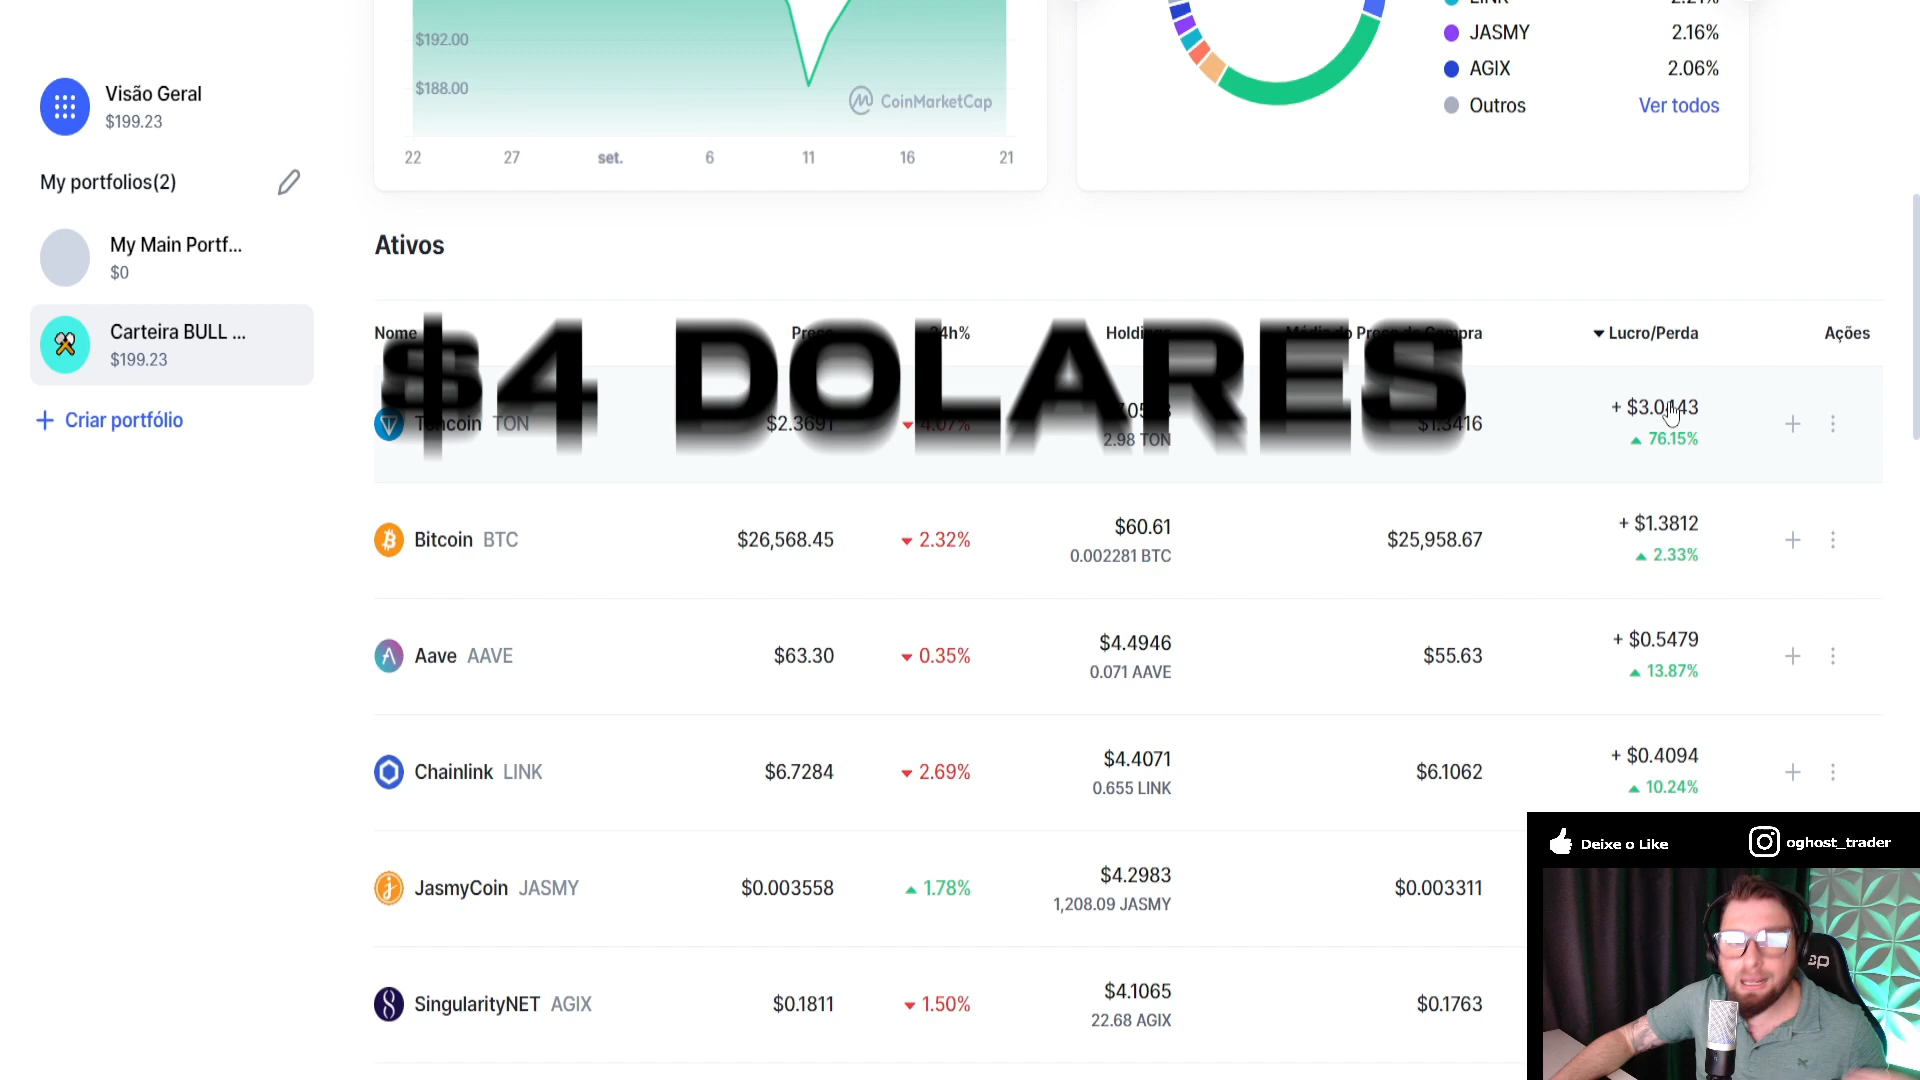 $192.00
$188.00
CoinMarketCap
22 27 set. 6 11 16 21
JASMY 2.16%
AGIX 2.06%
Outros Ver todos
Visão Geral
$199.23
My portfolios(2)
My Main Portf...
$0
Carteira BULL ...
$199.23
+ Criar portfólio
Ativos
Nome Lucro/Perda Ações
$4 DOLARES
TON + $3.0443
2.98 TON 76.15%
Bitcoin BTC $26,568.45 2.32% $60.61 $25,958.67 + $1.3812
0.002281 BTC 2.33%
Aave AAVE $63.30 0.35% $4.4946 $55.63 + $0.5479
0.071 AAVE 13.87%
Chainlink LINK $6.7284 2.69% $4.4071 $6.1062 + $0.4094
0.655 LINK 10.24%
JasmyCoin JASMY $0.003558 1.78% $4.2983 $0.003311
1,208.09 JASMY
SingularityNET AGIX $0.1811 1.50% $4.1065 $0.1763
22.68 AGIX
Deixe o Like
oghost_trader